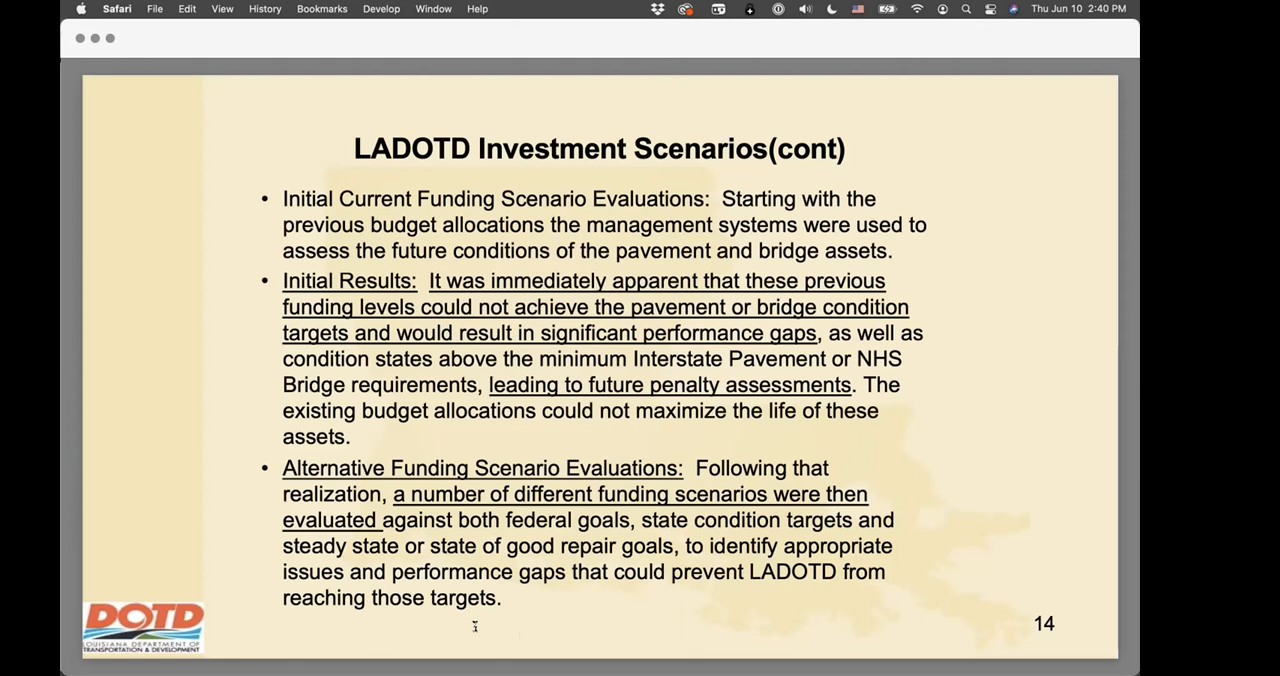 Safari File Edit View History Bookmarks Develop Window Help Thu Jun 10 2:40 PM
LADOTD Investment Scenarios(cont)
• Initial Current Funding Scenario Evaluations: Starting with the
previous budget allocations the management systems were used to
assess the future conditions of the pavement and bridge assets.
• Initial Results: It was immediately apparent that these previous
funding levels could not achieve the pavement or bridge condition
targets and would result in significant performance gaps, as well as
condition states above the minimum Interstate Pavement or NHS
Bridge requirements, leading to future penalty assessments. The
existing budget allocations could not maximize the life of these
assets.
• Alternative Funding Scenario Evaluations: Following that
realization, a number of different funding scenarios were then
evaluated against both federal goals, state condition targets and
steady state or state of good repair goals, to identify appropriate
issues and performance gaps that could prevent LADOTD from
reaching those targets.
DOTD
LOUISIANA DEPARTMENT OF
TRANSPORTATION & DEVELOPMENT
14